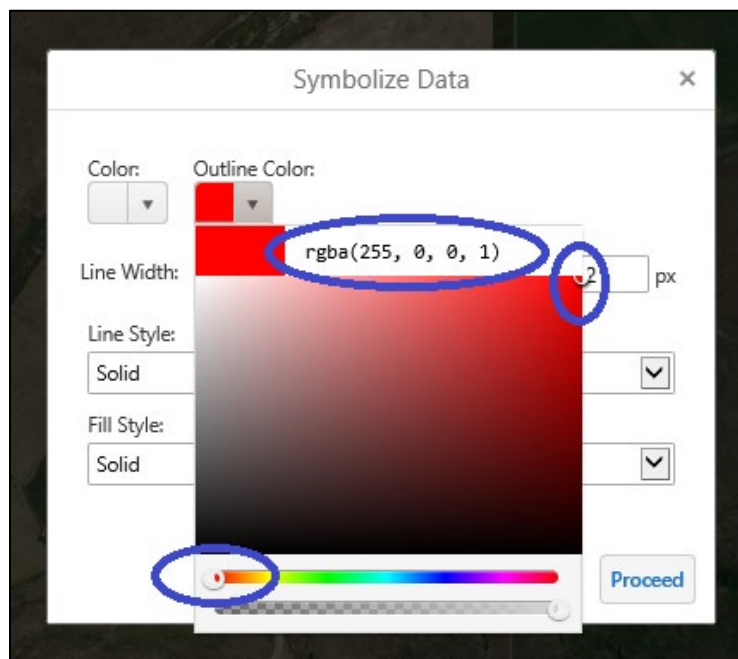 Symbolize Data ×
Color: Outline Color:
rgba(255, 0, 0, 1)
Line Width: 2 px
Line Style:
Solid
Fill Style:
Solid
Proceed